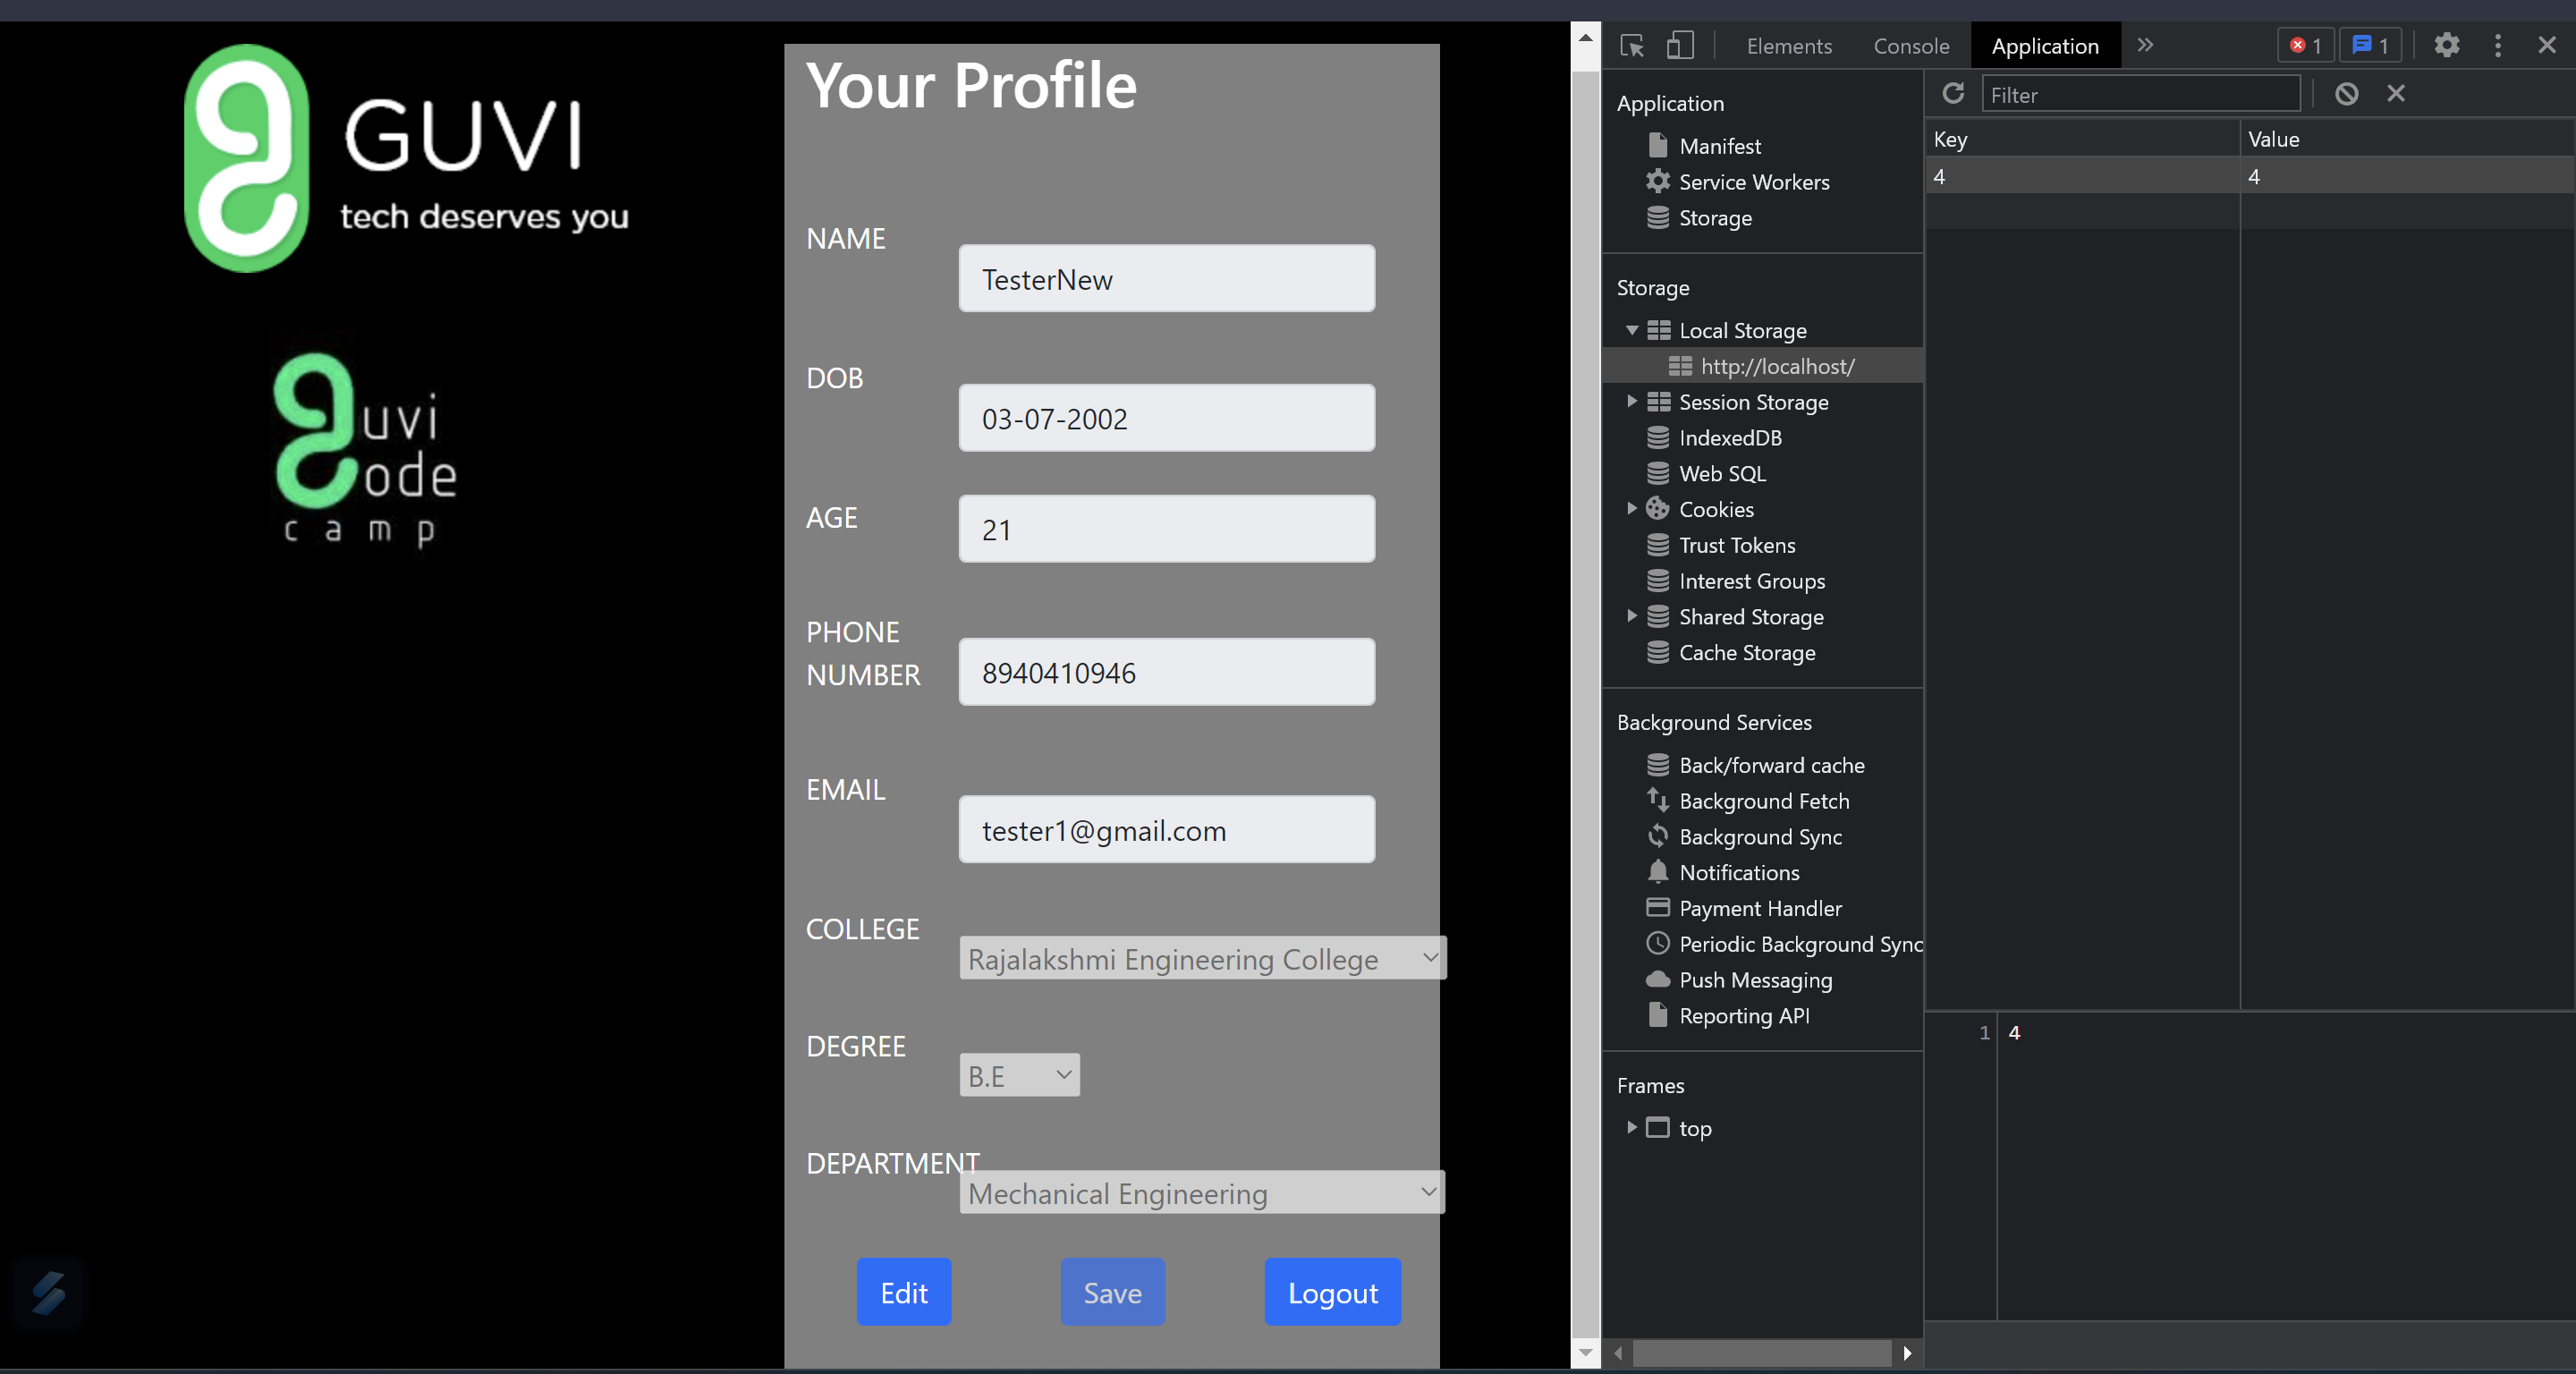 GUVI
tech deserves you
guvi
code
camp
Your Profile
NAME
TesterNew
DOB
03-07-2002
AGE
21
PHONE
NUMBER
8940410946
EMAIL
tester1@gmail.com
COLLEGE
Rajalakshmi Engineering College
DEGREE
B.E
DEPARTMENT
Mechanical Engineering
Edit
Save
Logout
Elements
Console
Application
1
1
Application
Manifest
Service Workers
Storage
Storage
Local Storage
http://localhost/
Session Storage
IndexedDB
Web SQL
Cookies
Trust Tokens
Interest Groups
Shared Storage
Cache Storage
Background Services
Back/forward cache
Background Fetch
Background Sync
Notifications
Payment Handler
Periodic Background Sync
Push Messaging
Reporting API
Frames
top
Filter
Key
Value
4
4
1
4